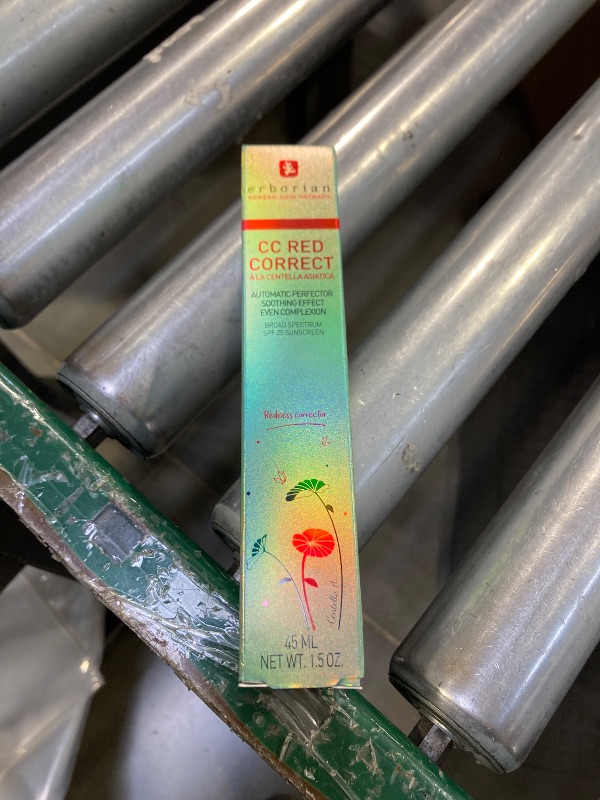 erborian
KOREAN SKIN THERAPY
CC RED
CORRECT
À LA CENTELLA ASIATICA
AUTOMATIC PERFECTOR
SOOTHING EFFECT
EVEN COMPLEXION
BROAD SPECTRUM
SPF 25 SUNSCREEN
Redness corrector
45 ML
NET WT. 1.5 OZ.